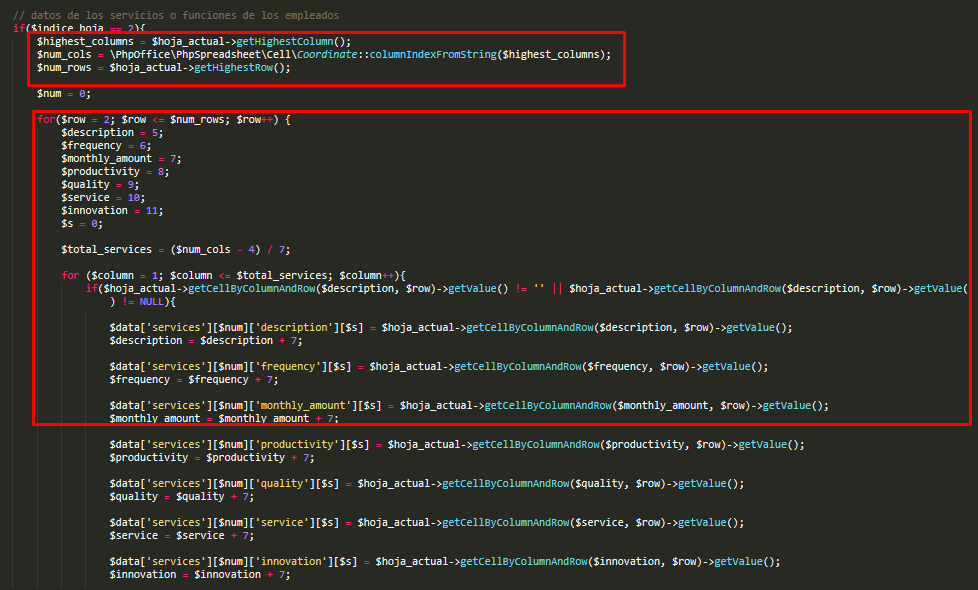 // datos de los servicios o funciones de los empleados
if($indice_hoja == 2){
$highest_columns = $hoja_actual->getHighestColumn();
$num_cols = \PhpOffice\PhpSpreadsheet\Cell\Coordinate::columnIndexFromString($highest_columns);
$num_rows = $hoja_actual->getHighestRow();
$num = 0;
for($row = 2; $row <= $num_rows; $row++) {
$description = 5;
$frequency = 6;
$monthly_amount = 7;
$productivity = 8;
$quality = 9;
$service = 10;
$innovation = 11;
$s = 0;
$total_services = ($num_cols - 4) / 7;
for ($column = 1; $column <= $total_services; $column++){
if($hoja_actual->getCellByColumnAndRow($description, $row)->getValue() != '' || $hoja_actual->getCellByColumnAndRow($description, $row)->getValue(
) != NULL){
$data['services'][$num]['description'][$s] = $hoja_actual->getCellByColumnAndRow($description, $row)->getValue();
$description = $description + 7;
$data['services'][$num]['frequency'][$s] = $hoja_actual->getCellByColumnAndRow($frequency, $row)->getValue();
$frequency = $frequency + 7;
$data['services'][$num]['monthly_amount'][$s] = $hoja_actual->getCellByColumnAndRow($monthly_amount, $row)->getValue();
$monthly_amount = $monthly_amount + 7;
$data['services'][$num]['productivity'][$s] = $hoja_actual->getCellByColumnAndRow($productivity, $row)->getValue();
$productivity = $productivity + 7;
$data['services'][$num]['quality'][$s] = $hoja_actual->getCellByColumnAndRow($quality, $row)->getValue();
$quality = $quality + 7;
$data['services'][$num]['service'][$s] = $hoja_actual->getCellByColumnAndRow($service, $row)->getValue();
$service = $service + 7;
$data['services'][$num]['innovation'][$s] = $hoja_actual->getCellByColumnAndRow($innovation, $row)->getValue();
$innovation = $innovation + 7;